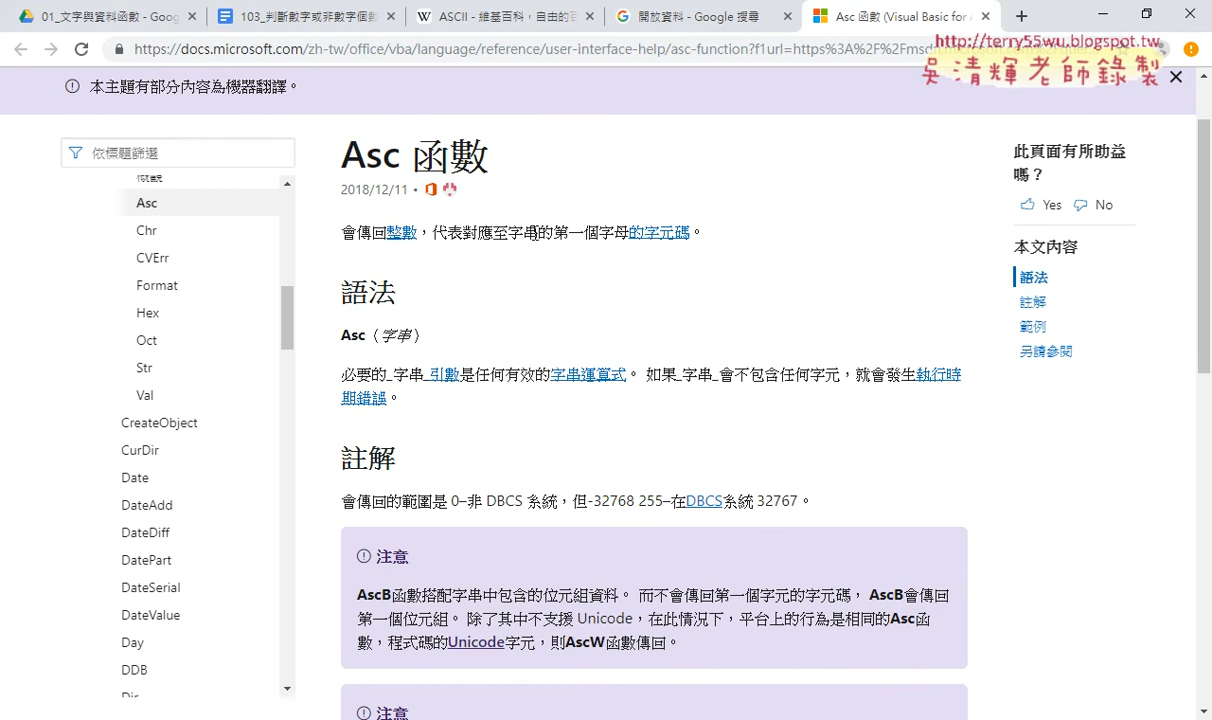 01_文字與資料函數 - Goog
103_判斷數字或非數字個數
ASCII - 維基百科，自由的百
開放資料 - Google 搜尋
Asc 函數 (Visual Basic for A
https://docs.microsoft.com/zh-tw/office/vba/language/reference/user-interface-help/asc-function?f1url=https%3A%2F%2Fms
http://terry55wu.blogspot.tw
吳清輝老師錄製
本主題有部分內容為機器翻譯。
依標題篩選
概觀
Asc
Chr
CVErr
Format
Hex
Oct
Str
Val
CreateObject
CurDir
Date
DateAdd
DateDiff
DatePart
DateSerial
DateValue
Day
DDB
Dir
Asc 函數
2018/12/11 •
會傳回整數，代表對應至字串的第一個字母的字元碼。
語法
Asc（字串）
必要的_字串_引數是任何有效的字串運算式。 如果_字串_會不包含任何字元，就會發生執行時
期錯誤。
註解
會傳回的範圍是 0–非 DBCS 系統，但-32768 255–在DBCS系統 32767。
注意
AscB函數搭配字串中包含的位元組資料。 而不會傳回第一個字元的字元碼， AscB會傳回
第一個位元組。 除了其中不支援 Unicode，在此情況下，平台上的行為是相同的Asc函
數，程式碼的Unicode字元，則AscW函數傳回。
注意
此頁面有所助益
嗎？
Yes No
本文內容
語法
註解
範例
另請參閱